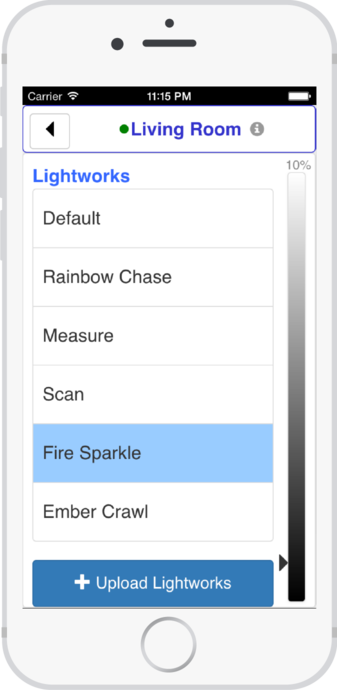 Carrier 11:15 PM
Living Room
10%
Lightworks
Default
Rainbow Chase
Measure
Scan
Fire Sparkle
Ember Crawl
+ Upload Lightworks